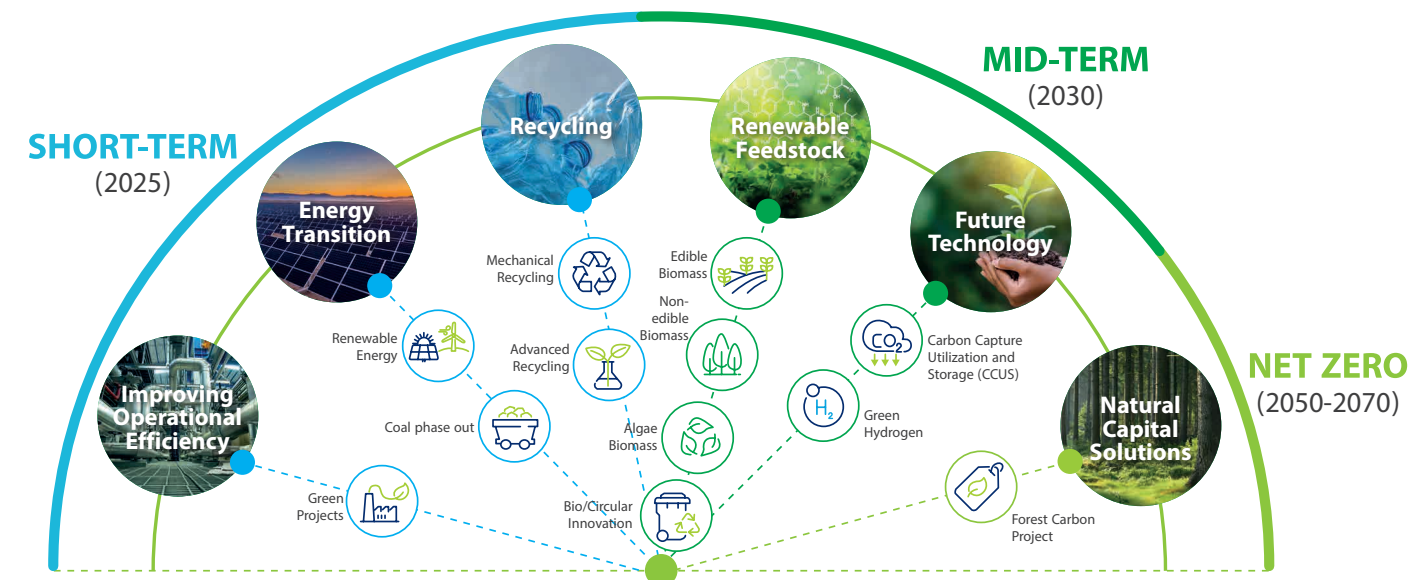 SHORT-TERM
(2025)
MID-TERM
(2030)
NET ZERO
(2050-2070)
Improving
Operational
Efficiency
Green
Projects
Energy
Transition
Renewable
Energy
Coal phase out
Recycling
Mechanical
Recycling
Advanced
Recycling
Renewable
Feedstock
Edible
Biomass
Non-
edible
Biomass
Algae
Biomass
Bio/Circular
Innovation
Future
Technology
CO2
Carbon Capture
Utilization and
Storage (CCUS)
H2
Green
Hydrogen
Natural
Capital
Solutions
Forest Carbon
Project